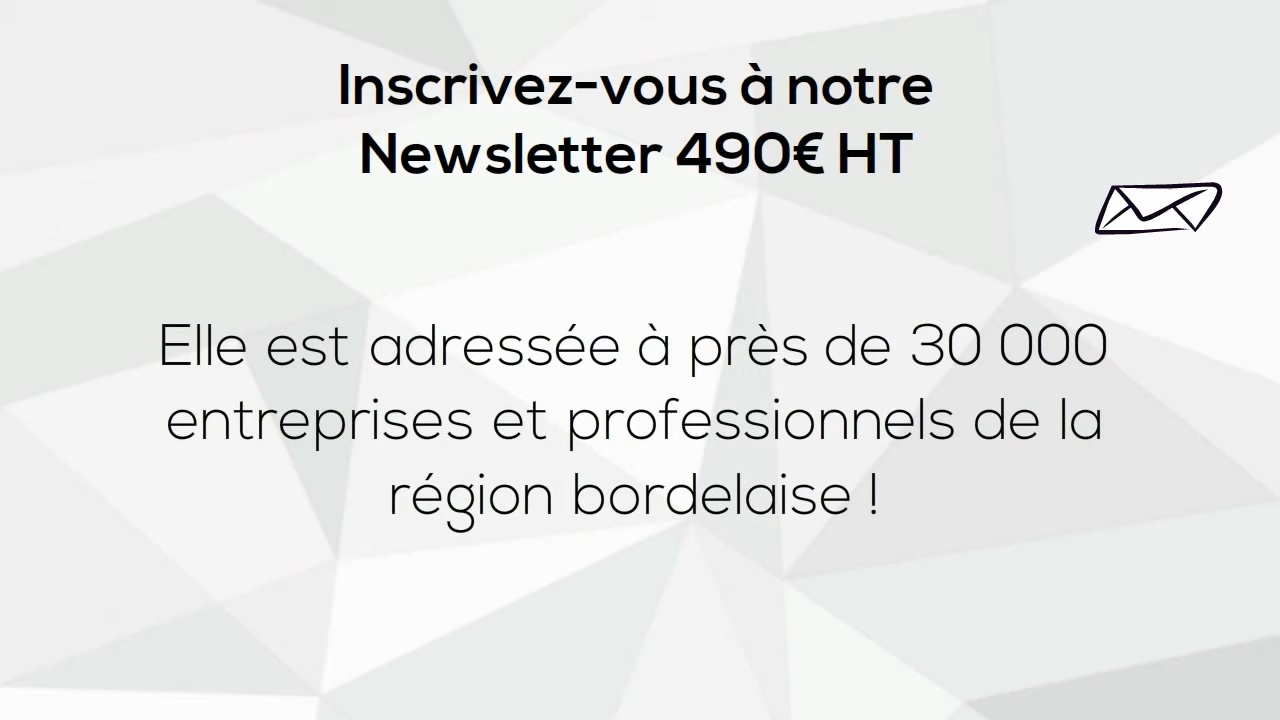 Inscrivez-vous à notre
Newsletter 490€ HT
Elle est adressée à près de 30 000
entreprises et professionnels de la
région bordelaise !